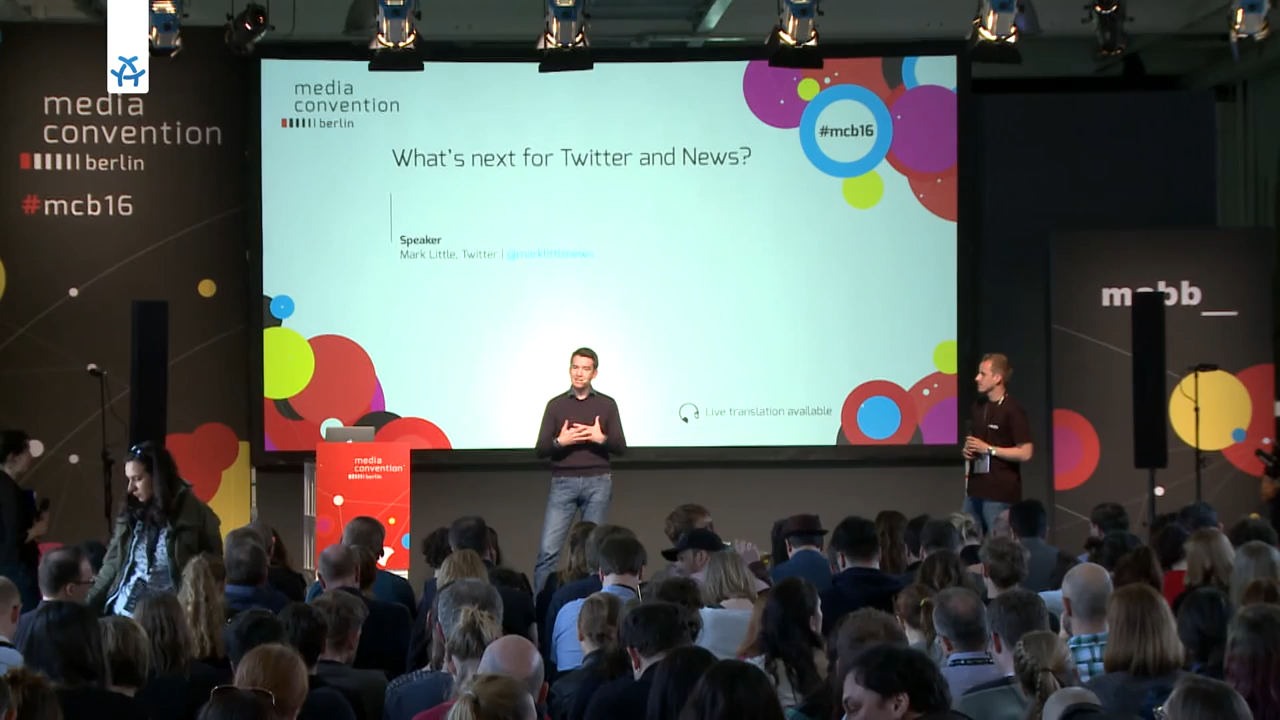 media
convention
berlin
#mcb16
media
convention
berlin
#mcb16
What's next for Twitter and News?
Speaker
Mark Little, Twitter | @marklittlenews
Live translation available
media
convention
berlin